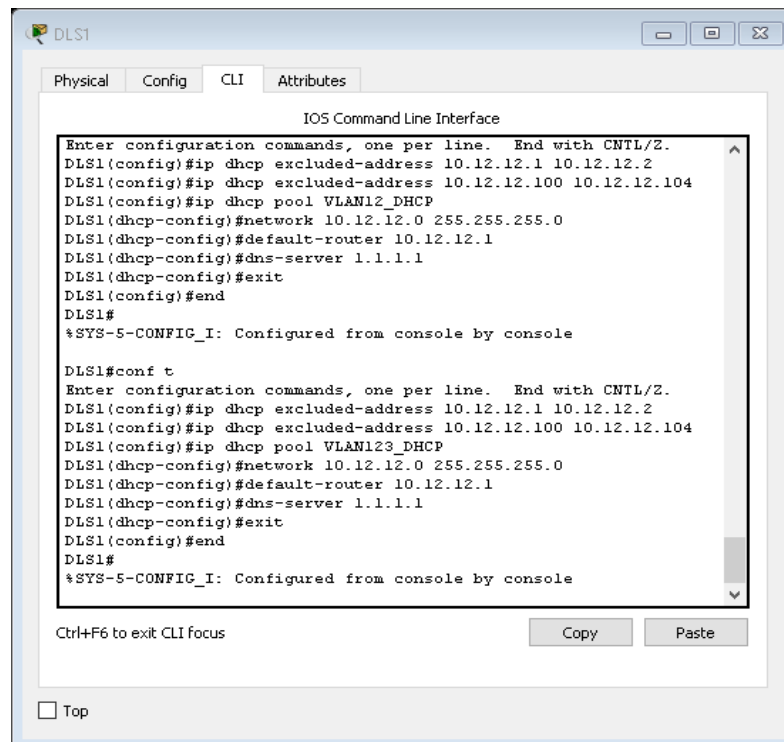 DLS1
Physical Config CLI Attributes
IOS Command Line Interface
Enter configuration commands, one per line.  End with CNTL/Z.
DLS1(config)#ip dhcp excluded-address 10.12.12.1 10.12.12.2
DLS1(config)#ip dhcp excluded-address 10.12.12.100 10.12.12.104
DLS1(config)#ip dhcp pool VLAN12_DHCP
DLS1(dhcp-config)#network 10.12.12.0 255.255.255.0
DLS1(dhcp-config)#default-router 10.12.12.1
DLS1(dhcp-config)#dns-server 1.1.1.1
DLS1(dhcp-config)#exit
DLS1(config)#end
DLS1#
%SYS-5-CONFIG_I: Configured from console by console
DLS1#conf t
Enter configuration commands, one per line.  End with CNTL/Z.
DLS1(config)#ip dhcp excluded-address 10.12.12.1 10.12.12.2
DLS1(config)#ip dhcp excluded-address 10.12.12.100 10.12.12.104
DLS1(config)#ip dhcp pool VLAN123_DHCP
DLS1(dhcp-config)#network 10.12.12.0 255.255.255.0
DLS1(dhcp-config)#default-router 10.12.12.1
DLS1(dhcp-config)#dns-server 1.1.1.1
DLS1(dhcp-config)#exit
DLS1(config)#end
DLS1#
%SYS-5-CONFIG_I: Configured from console by console
Ctrl+F6 to exit CLI focus Copy Paste
Top